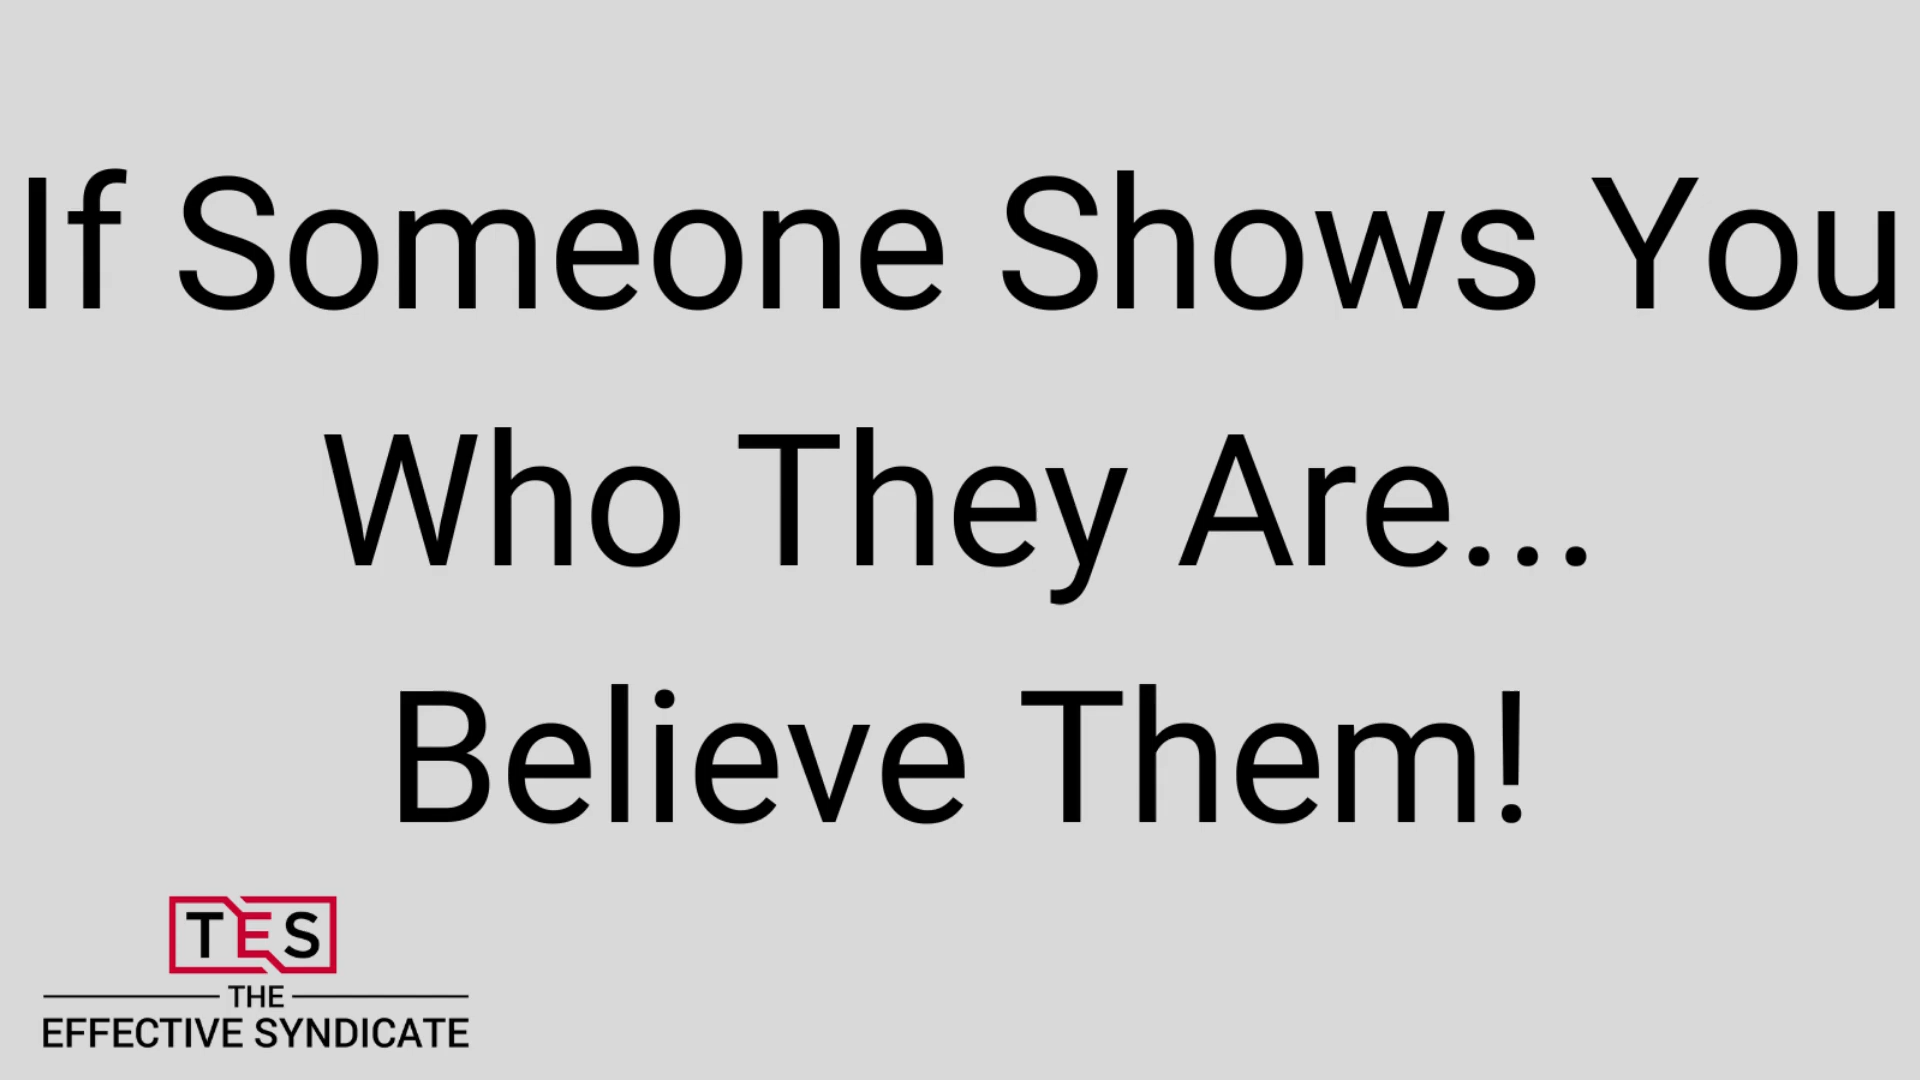 If Someone Shows You
Who They Are...
Believe Them!
TES
THE
EFFECTIVE SYNDICATE